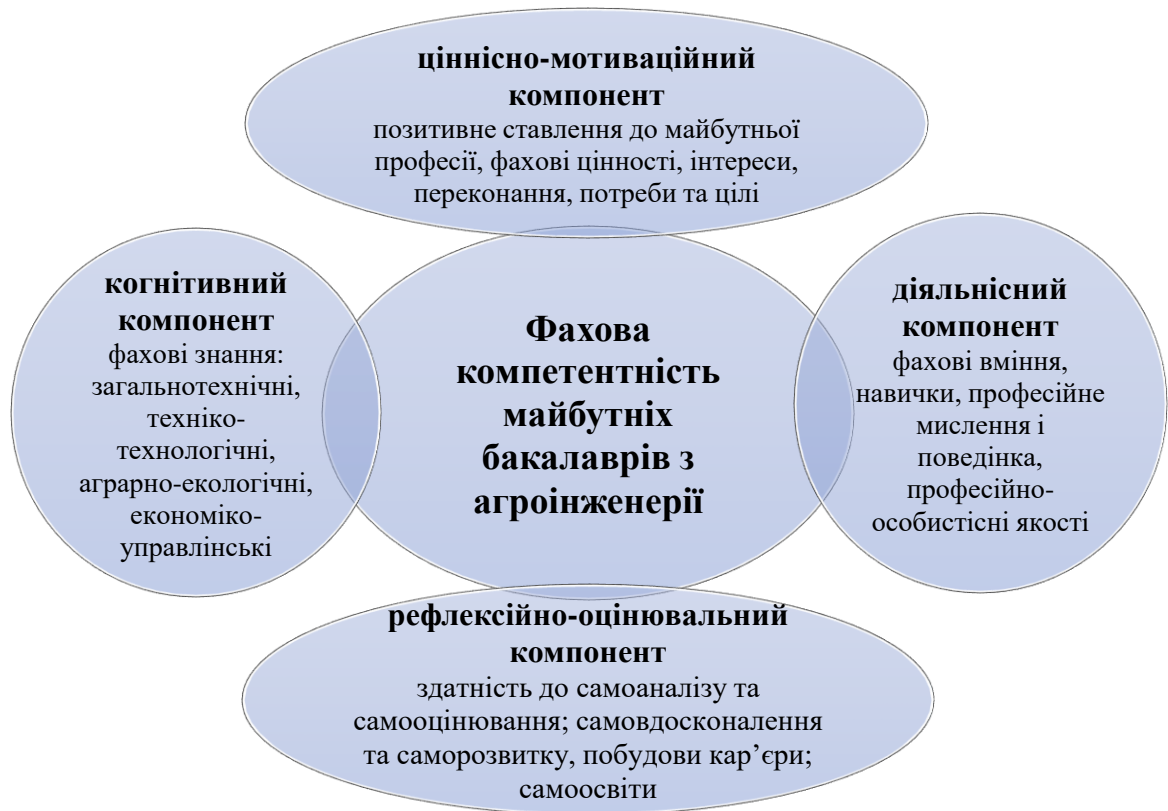 ціннісно-мотиваційний
компонент
позитивне ставлення до майбутньої
професії, фахові цінності, інтереси,
переконання, потреби та цілі
когнітивний
компонент
фахові знання:
загальнотехнічні,
техніко-
технологічні,
аграрно-екологічні,
економіко-
управлінські
Фахова
компетентність
майбутніх
бакалаврів з
агроінженерії
діяльнісний
компонент
фахові вміння,
навички, професійне
мислення і
поведінка,
професійно-
особистісні якості
рефлексійно-оцінювальний
компонент
здатність до самоаналізу та
самооцінювання; самовдосконалення
та саморозвитку, побудови кар’єри;
самоосвіти